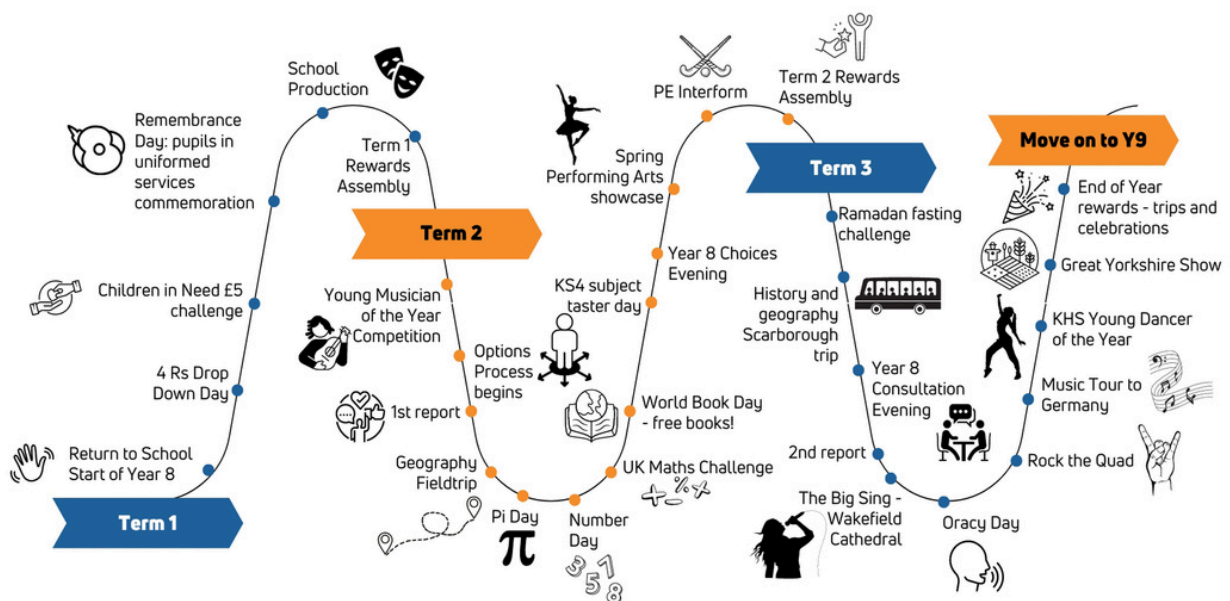 Term 1
Return to School
Start of Year 8
4 Rs Drop
Down Day
Children in Need £5
challenge
Remembrance
Day: pupils in
uniformed
services
commemoration
School
Production
Term 1
Rewards
Assembly
Term 2
Young Musician
of the Year
Competition
Options
Process
begins
1st report
Geography
Fieldtrip
Pi Day
π
Number
Day
3
5
7
8
UK Maths Challenge
+ - % ×
World Book Day
- free books!
KS4 subject
taster day
Year 8 Choices
Evening
Spring
Performing Arts
showcase
PE Interform
Term 2 Rewards
Assembly
Term 3
Ramadan fasting
challenge
History and
geography
Scarborough
trip
Year 8
Consultation
Evening
2nd report
The Big Sing -
Wakefield
Cathedral
Oracy Day
Rock the Quad
Music Tour to
Germany
KHS Young Dancer
of the Year
Great Yorkshire Show
End of Year
rewards - trips and
celebrations
Move on to Y9